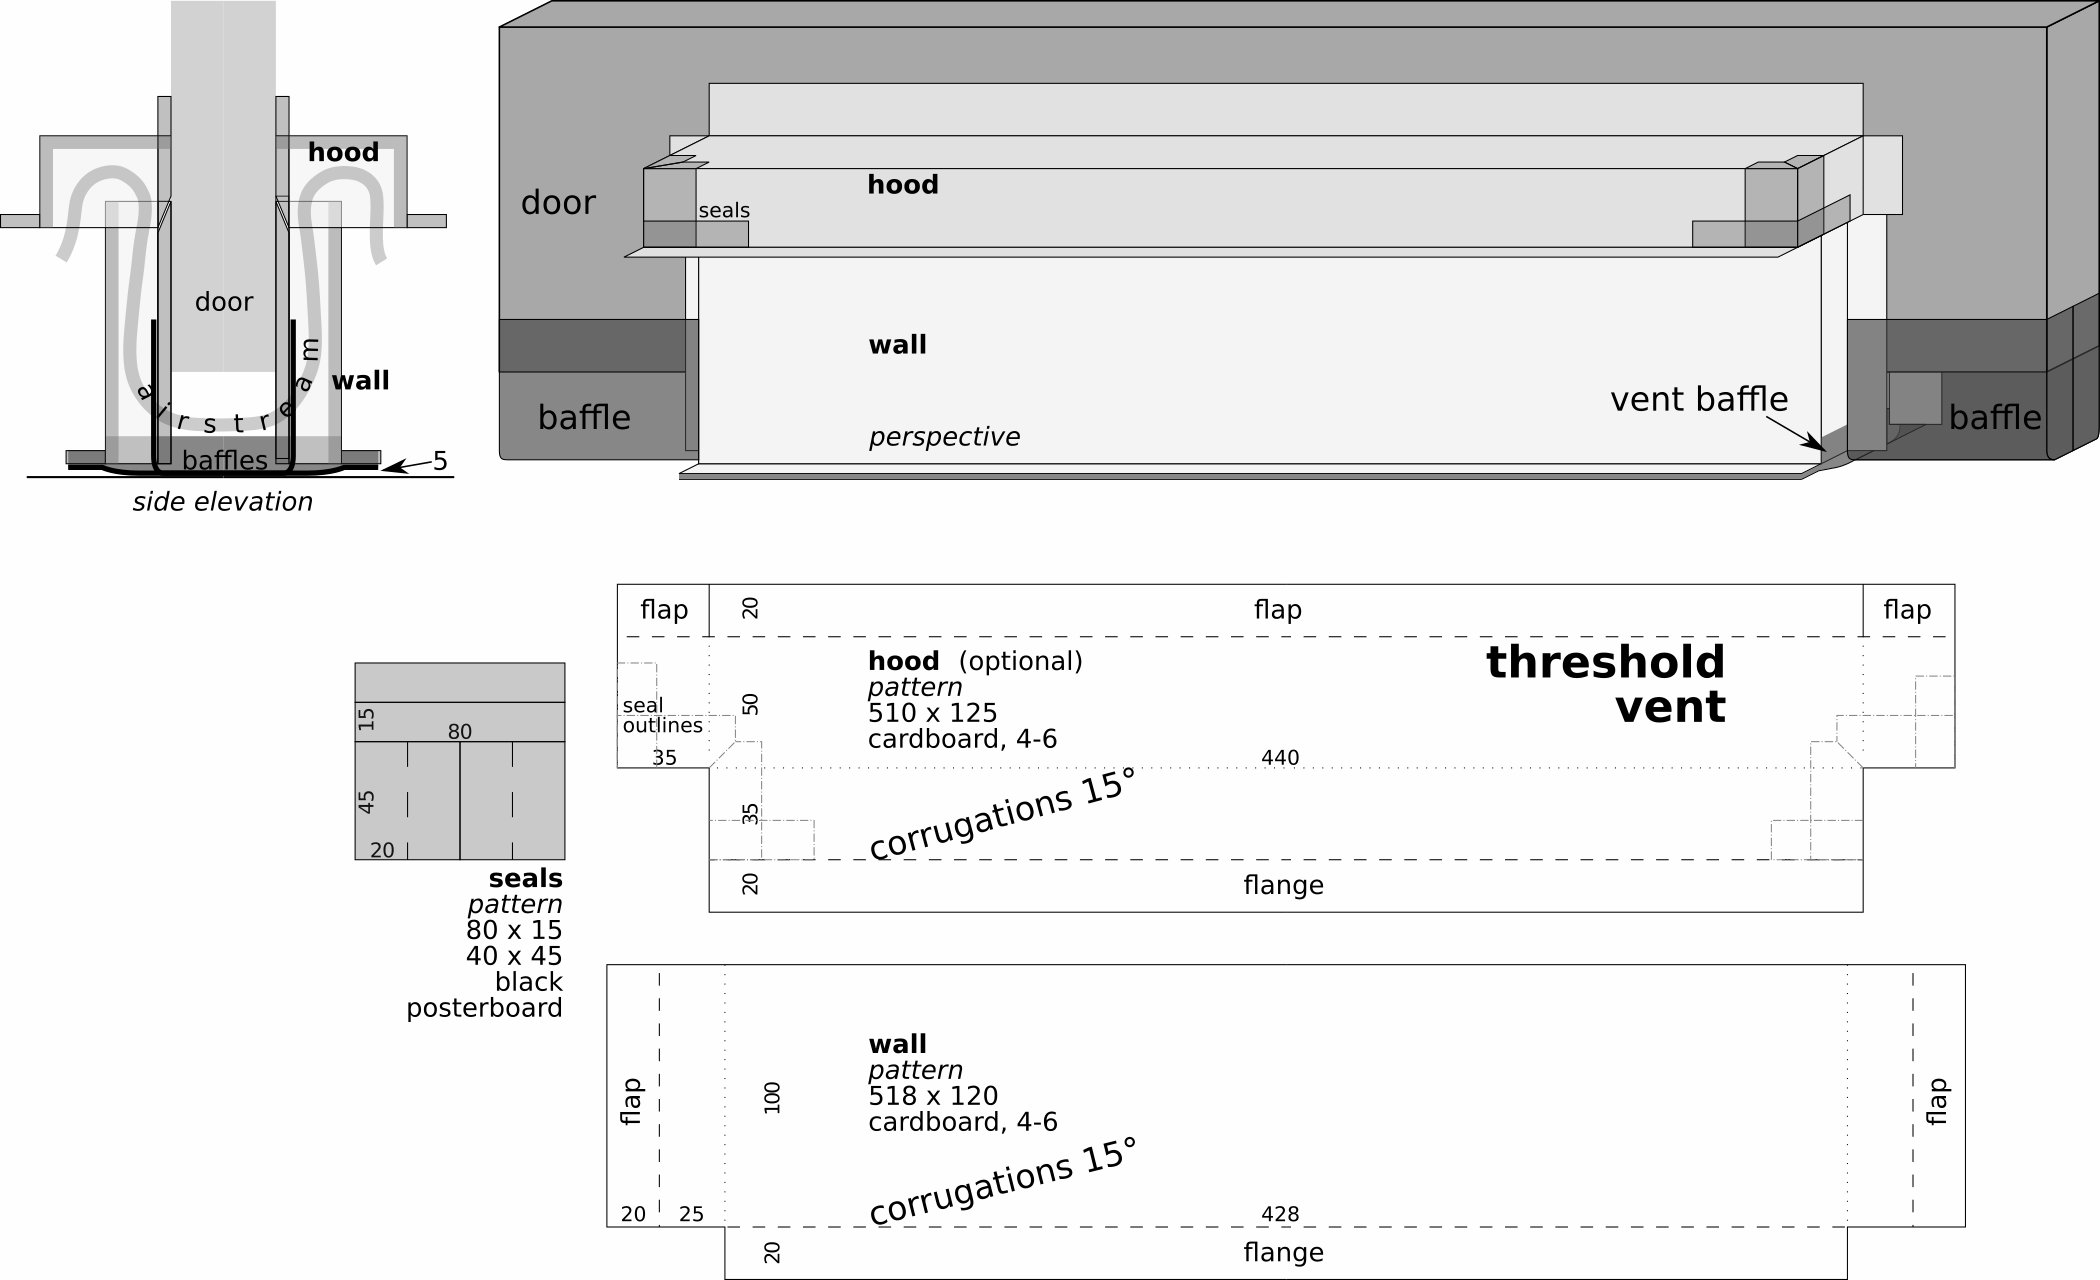 hood
door
airstream
wall
baffles
5
side elevation
door
hood
seals
wall
perspective
vent baffle
baffle
baffle
flap
20
flap
flap
hood (optional)
pattern
510 x 125
cardboard, 4-6
threshold
vent
seal
outlines
50
35
440
corrugations 15°
35
20
flange
15
80
45
20
seals
pattern
80 x 15
40 x 45
black
posterboard
wall
pattern
518 x 120
cardboard, 4-6
flap
100
flap
corrugations 15°
20
25
428
20
flange